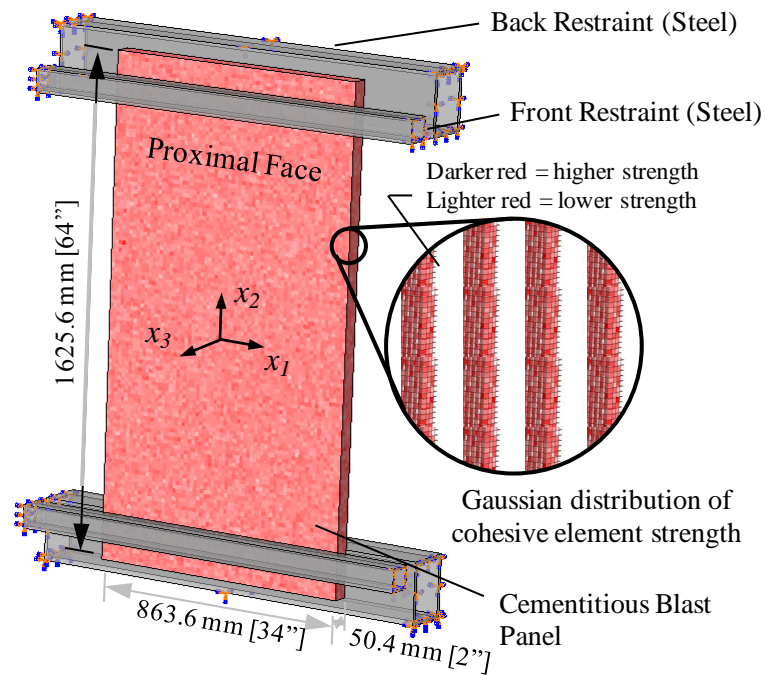 Back Restraint (Steel)
Front Restraint (Steel)
Proximal Face
Darker red = higher strength
Lighter red = lower strength
1625.6 mm [64”]
x2
x3
x1
Gaussian distribution of
cohesive element strength
Cementitious Blast
Panel
863.6 mm [34”]
50.4 mm [2”]